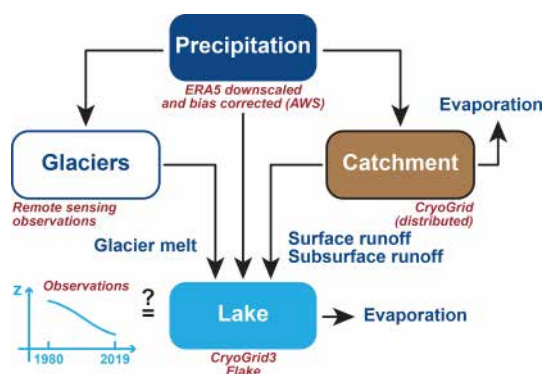 Precipitation
ERA5 downscaled
and bias corrected (AWS)
Evaporation
Glaciers
Catchment
Remote sensing
observations
CryoGrid
(distributed)
Glacier melt
Surface runoff
Subsurface runoff
Z
Observations
?
=
Lake
Evaporation
1980
2019
CryoGrid3
Flake